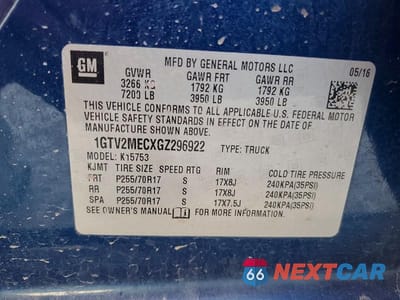 GM
MFD BY GENERAL MOTORS LLC
05/16
GVWR GAWR FRT GAWR RR
3266 KG 1792 KG 1792 KG
7200 LB 3950 LB 3950 LB
THIS VEHICLE CONFORMS TO ALL APPLICABLE U.S. FEDERAL MOTOR
VEHICLE SAFETY STANDARDS IN EFFECT ON THE DATE OF
MANUFACTURE SHOWN ABOVE.
1GTV2MECXGZ296922 TYPE: TRUCK
MODEL: K15753
KJMT TIRE SIZE SPEED RTG RIM COLD TIRE PRESSURE
FRT P255/70R17 S 17X8J 240KPA(35PSI)
RR P255/70R17 S 17X8J 240KPA(35PSI)
SPA P255/70R17 S 17X7.5J 240KPA(35PSI)
SEE OWNER'S MANUAL FOR ADDITIONAL INFORMATION.
66 NEXTCAR